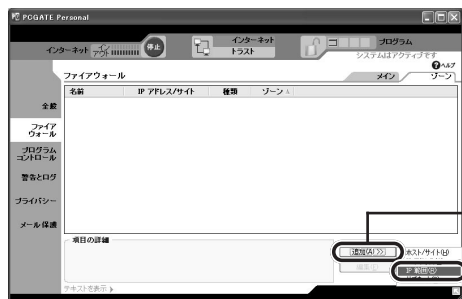 PCGATE Personal
インターネット
プログラム
インターネット
アウト
停止
トラスト
システムはアクティブです
ヘルプ
ファイアウォール
メイン
ゾーン
名前
IP アドレス/サイト
種類
ゾーン
全般
ファイア
ウォール
プログラム
コントロール
警告とログ
プライバシー
メール保護
項目の詳細
追加(A) >>
ホスト/サイト(H)
IP 範囲(R)
テキストを表示